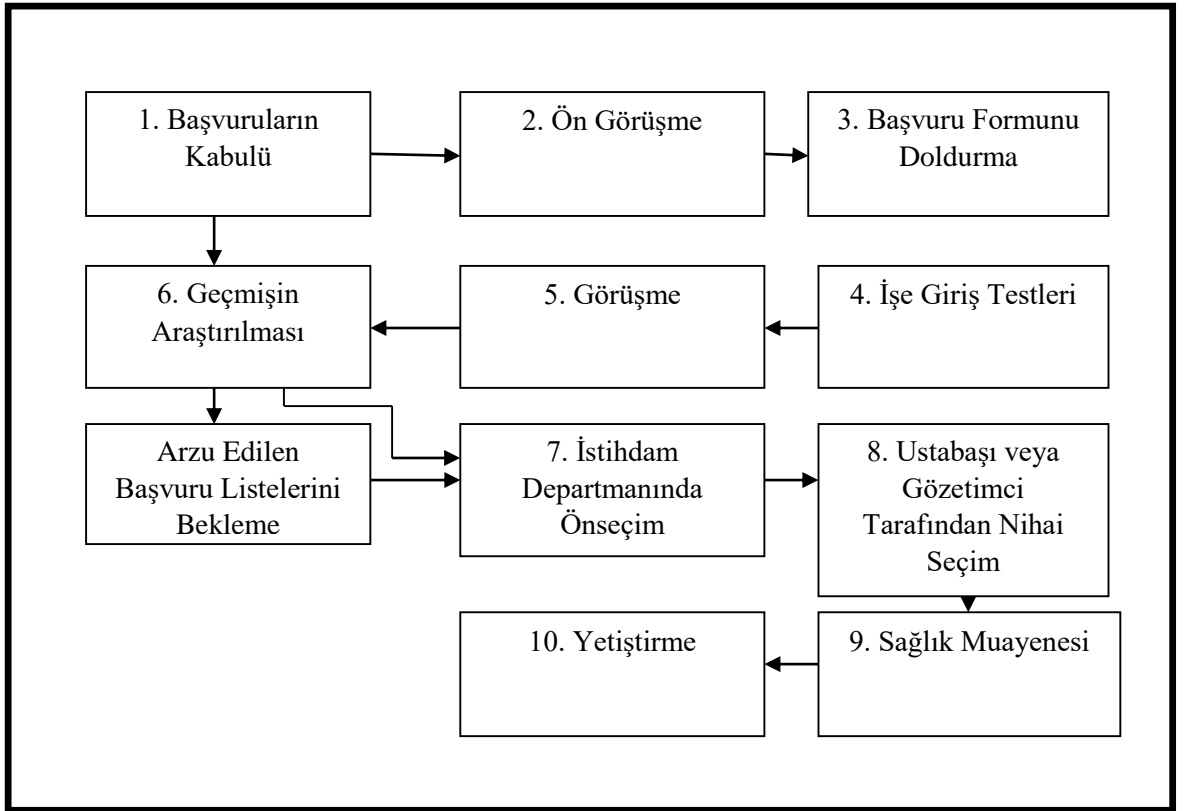 1. Başvuruların
Kabulü
2. Ön Görüşme
3. Başvuru Formunu
Doldurma
6. Geçmişin
Araştırılması
5. Görüşme
4. İşe Giriş Testleri
Arzu Edilen
Başvuru Listelerini
Bekleme
7. İstihdam
Departmanında
Önseçim
8. Ustabaşı veya
Gözetimci
Tarafından Nihai
Seçim
10. Yetiştirme
9. Sağlık Muayenesi